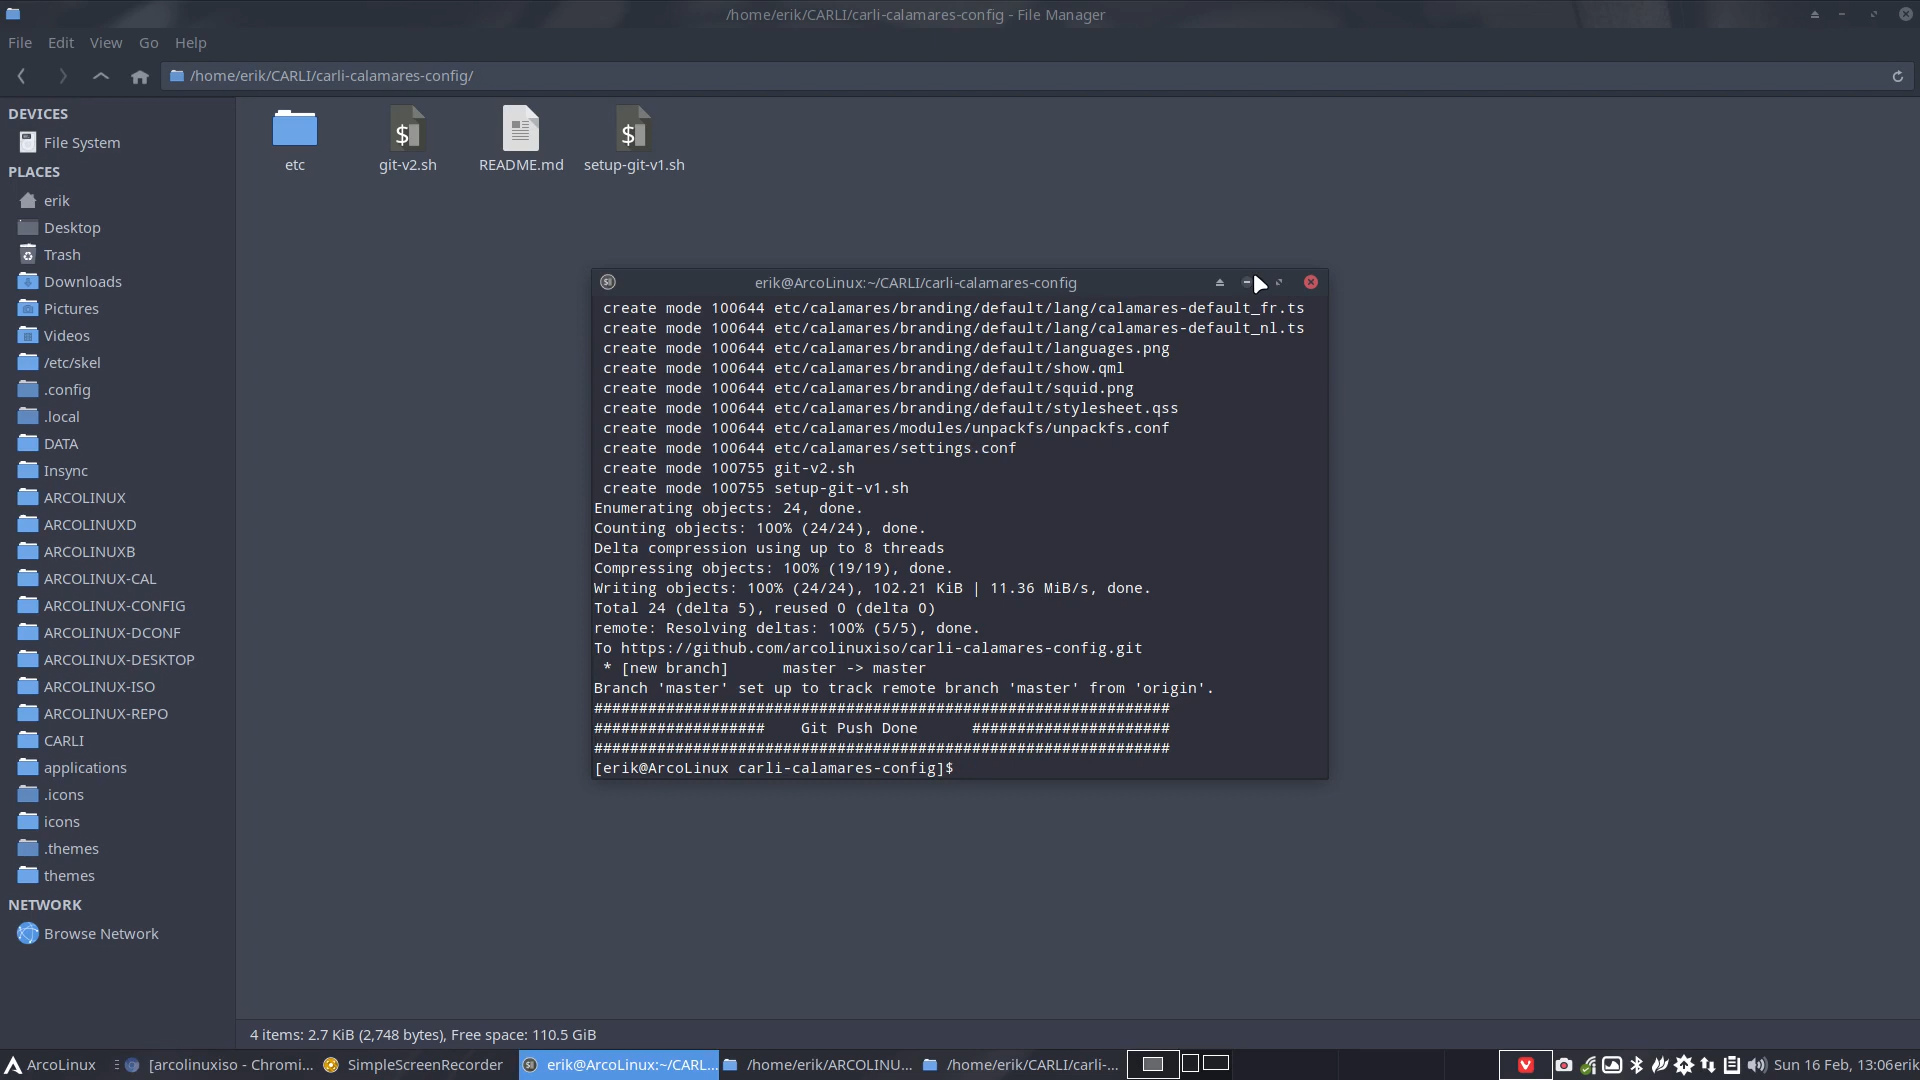 /home/erik/CARLI/carli-calamares-config - File Manager
File Edit View Go Help
/home/erik/CARLI/carli-calamares-config/
DEVICES
File System
PLACES
erik
Desktop
Trash
Downloads
Pictures
Videos
/etc/skel
.config
.local
DATA
Insync
ARCOLINUX
ARCOLINUXD
ARCOLINUXB
ARCOLINUX-CAL
ARCOLINUX-CONFIG
ARCOLINUX-DCONF
ARCOLINUX-DESKTOP
ARCOLINUX-ISO
ARCOLINUX-REPO
CARLI
applications
.icons
icons
.themes
themes
NETWORK
Browse Network
etc
git-v2.sh
README.md
setup-git-v1.sh
erik@ArcoLinux:~/CARLI/carli-calamares-config
create mode 100644 etc/calamares/branding/default/lang/calamares-default_fr.ts
create mode 100644 etc/calamares/branding/default/lang/calamares-default_nl.ts
create mode 100644 etc/calamares/branding/default/languages.png
create mode 100644 etc/calamares/branding/default/show.qml
create mode 100644 etc/calamares/branding/default/squid.png
create mode 100644 etc/calamares/branding/default/stylesheet.qss
create mode 100644 etc/calamares/modules/unpackfs/unpackfs.conf
create mode 100644 etc/calamares/settings.conf
create mode 100755 git-v2.sh
create mode 100755 setup-git-v1.sh
Enumerating objects: 24, done.
Counting objects: 100% (24/24), done.
Delta compression using up to 8 threads
Compressing objects: 100% (19/19), done.
Writing objects: 100% (24/24), 102.21 KiB | 11.36 MiB/s, done.
Total 24 (delta 5), reused 0 (delta 0)
remote: Resolving deltas: 100% (5/5), done.
To https://github.com/arcolinuxiso/carli-calamares-config.git
* [new branch]      master -> master
Branch 'master' set up to track remote branch 'master' from 'origin'.
################################################################
###################    Git Push Done      ######################
################################################################
[erik@ArcoLinux carli-calamares-config]$
4 items: 2.7 KiB (2,748 bytes), Free space: 110.5 GiB
ArcoLinux
[arcolinuxiso - Chromi...
SimpleScreenRecorder
erik@ArcoLinux:~/CARL...
/home/erik/ARCOLINU...
/home/erik/CARLI/carli-...
Sun 16 Feb, 13:06erik